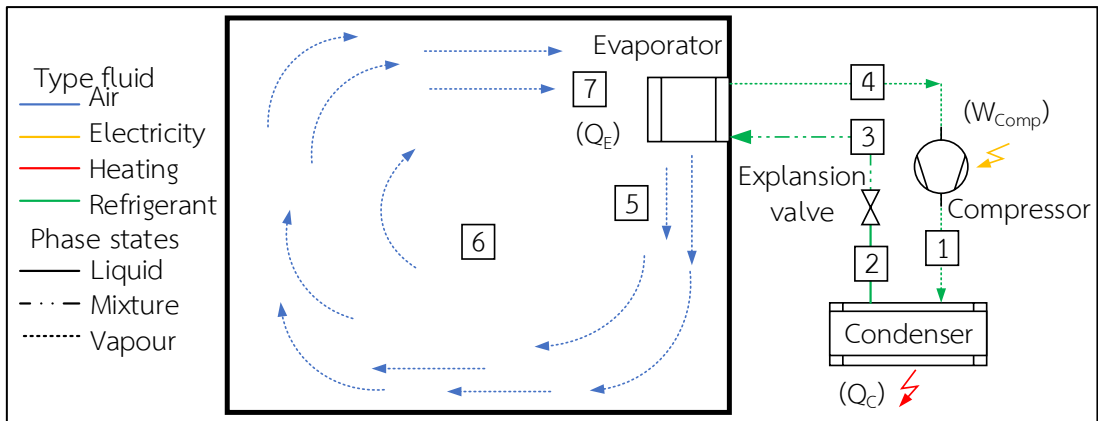 Type fluid
Air
Electricity
Heating
Refrigerant
Phase states
Liquid
Mixture
Vapour
Evaporator
7
(Q_E)
5
6
4
3
(W_Comp)
Explansion
valve
Compressor
1
2
Condenser
(Q_C)